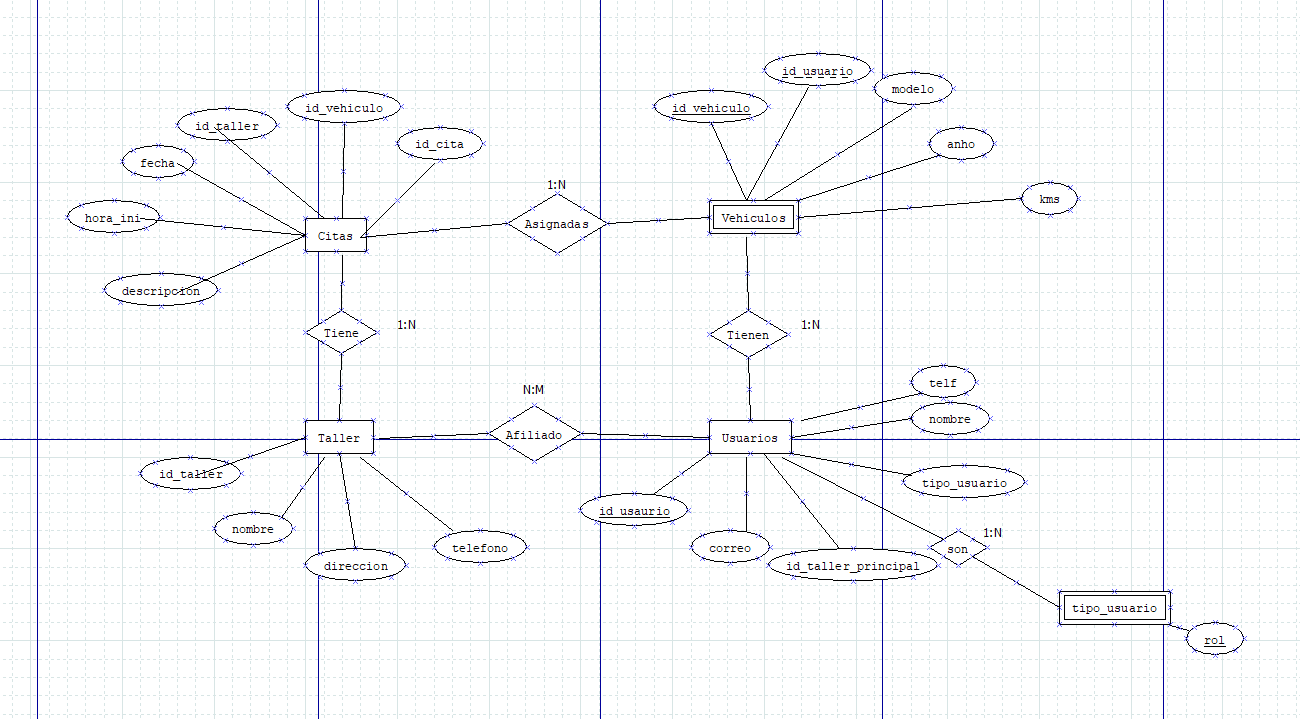 id_usuario
modelo
id_vehiculo
id_vehiculo
id_taller
id_cita
anho
fecha
1:N
kms
hora_ini
Citas
Asignadas
Vehiculos
descripcion
Tiene
1:N
Tienen
1:N
telf
N:M
nombre
Taller
Afiliado
Usuarios
id_taller
tipo_usuario
id_usaurio
nombre
correo
1:N
son
telefono
direccion
id_taller_principal
tipo_usuario
rol